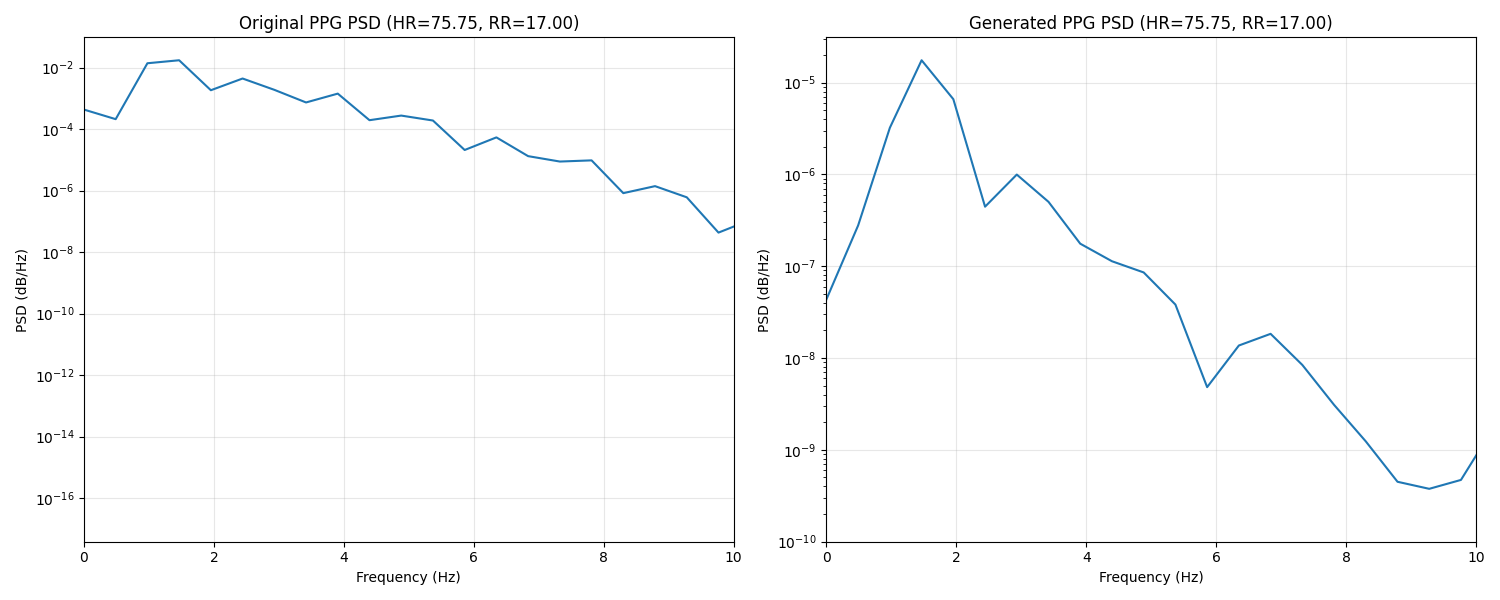 Original PPG PSD (HR=75.75, RR=17.00)
PSD (dB/Hz)
10⁻²
10⁻⁴
10⁻⁶
10⁻⁸
10⁻¹⁰
10⁻¹²
10⁻¹⁴
10⁻¹⁶
0 2 4 6 8 10
Frequency (Hz)
Generated PPG PSD (HR=75.75, RR=17.00)
PSD (dB/Hz)
10⁻⁵
10⁻⁶
10⁻⁷
10⁻⁸
10⁻⁹
10⁻¹⁰
0 2 4 6 8 10
Frequency (Hz)